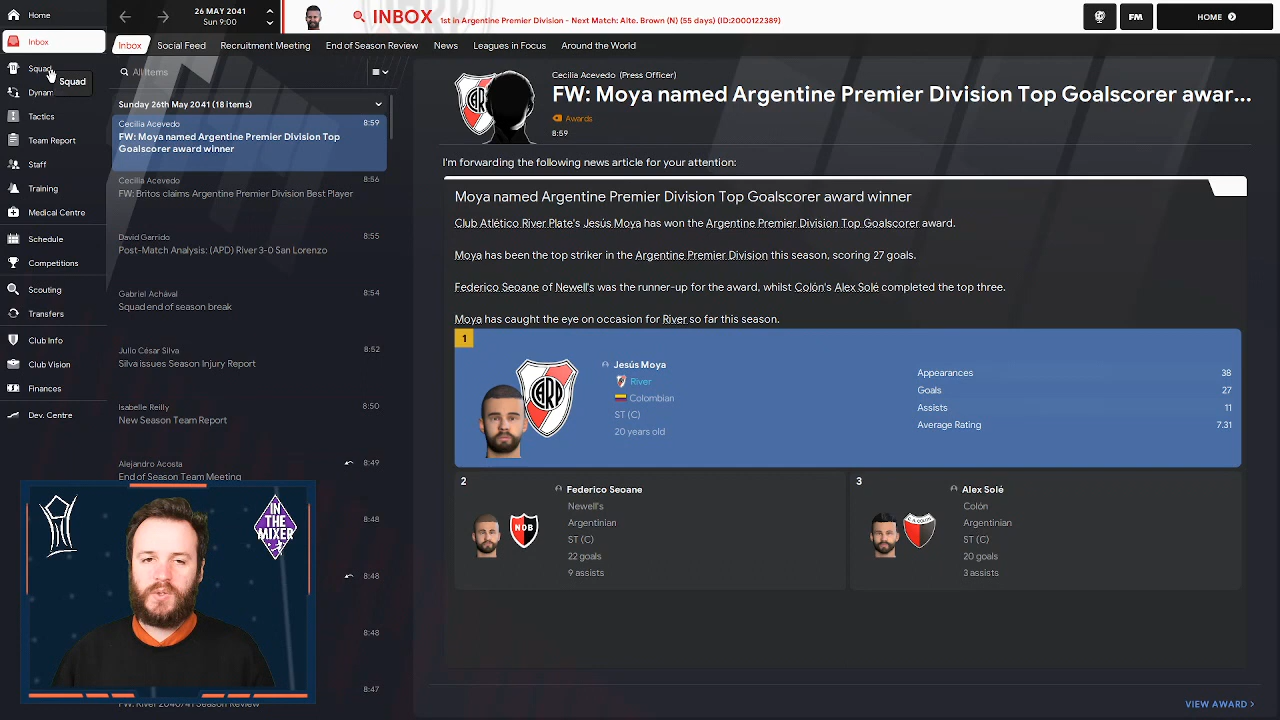 Home
Inbox
Squad
Squad
Dynam
Tactics
Team Report
Staff
Training
Medical Centre
Schedule
Competitions
Scouting
Transfers
Club Info
Club Vision
Finances
Dev. Centre
26 MAY 2041
Sun 9:00
INBOX
1st in Argentine Premier Division - Next Match: Alte. Brown (N) (55 days) (ID:2000122389)
FM
HOME
Inbox
Social Feed
Recruitment Meeting
End of Season Review
News
Leagues in Focus
Around the World
All Items
Sunday 26th May 2041 (18 items)
Cecilia Acevedo 8:59
FW: Moya named Argentine Premier Division Top
Goalscorer award winner
Cecilia Acevedo 8:56
FW: Britos claims Argentine Premier Division Best Player
David Garrido 8:55
Post-Match Analysis: (APD) River 3-0 San Lorenzo
Gabriel Achával 8:54
Squad end of season break
Julio César Silva 8:52
Silva issues Season Injury Report
Isabelle Reilly 8:50
New Season Team Report
Alejandro Acosta 8:49
End of Season Team Meeting
8:48
8:48
8:48
8:47
FW: River 2040/41 Season Review
IN
THE
MIXER
Cecilia Acevedo (Press Officer)
FW: Moya named Argentine Premier Division Top Goalscorer awar...
Awards
8:59
I'm forwarding the following news article for your attention:
Moya named Argentine Premier Division Top Goalscorer award winner
Club Atlético River Plate's Jesús Moya has won the Argentine Premier Division Top Goalscorer award.
Moya has been the top striker in the Argentine Premier Division this season, scoring 27 goals.
Federico Seoane of Newell's was the runner-up for the award, whilst Colón's Alex Solé completed the top three.
Moya has caught the eye on occasion for River so far this season.
1
Jesús Moya
River
Colombian
ST (C)
20 years old
Appearances 38
Goals 27
Assists 11
Average Rating 7.31
2
Federico Seoane
Newell's
Argentinian
ST (C)
22 goals
9 assists
NOB
3
Alex Solé
Colón
Argentinian
ST (C)
20 goals
3 assists
VIEW AWARD >